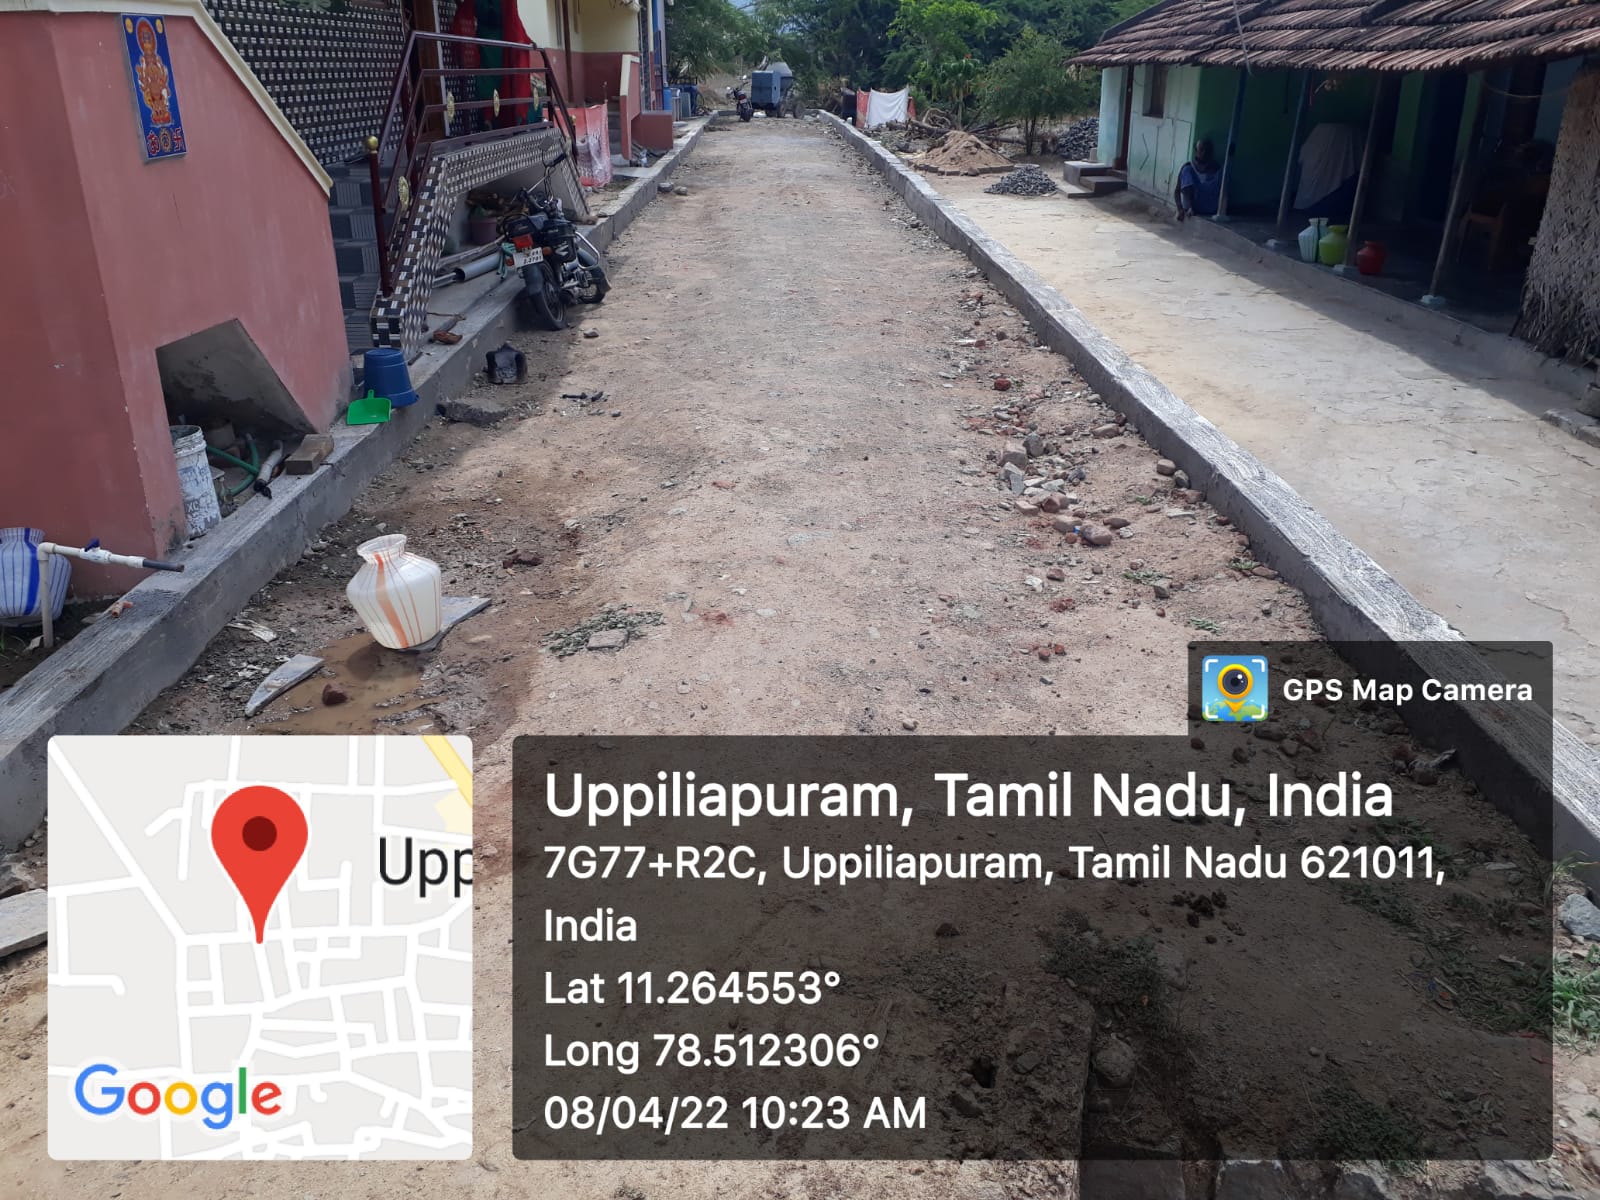 GPS Map Camera
Uppiliapuram, Tamil Nadu, India
7G77+R2C, Uppiliapuram, Tamil Nadu 621011,
India
Lat 11.264553°
Long 78.512306°
08/04/22 10:23 AM
Upp
Google